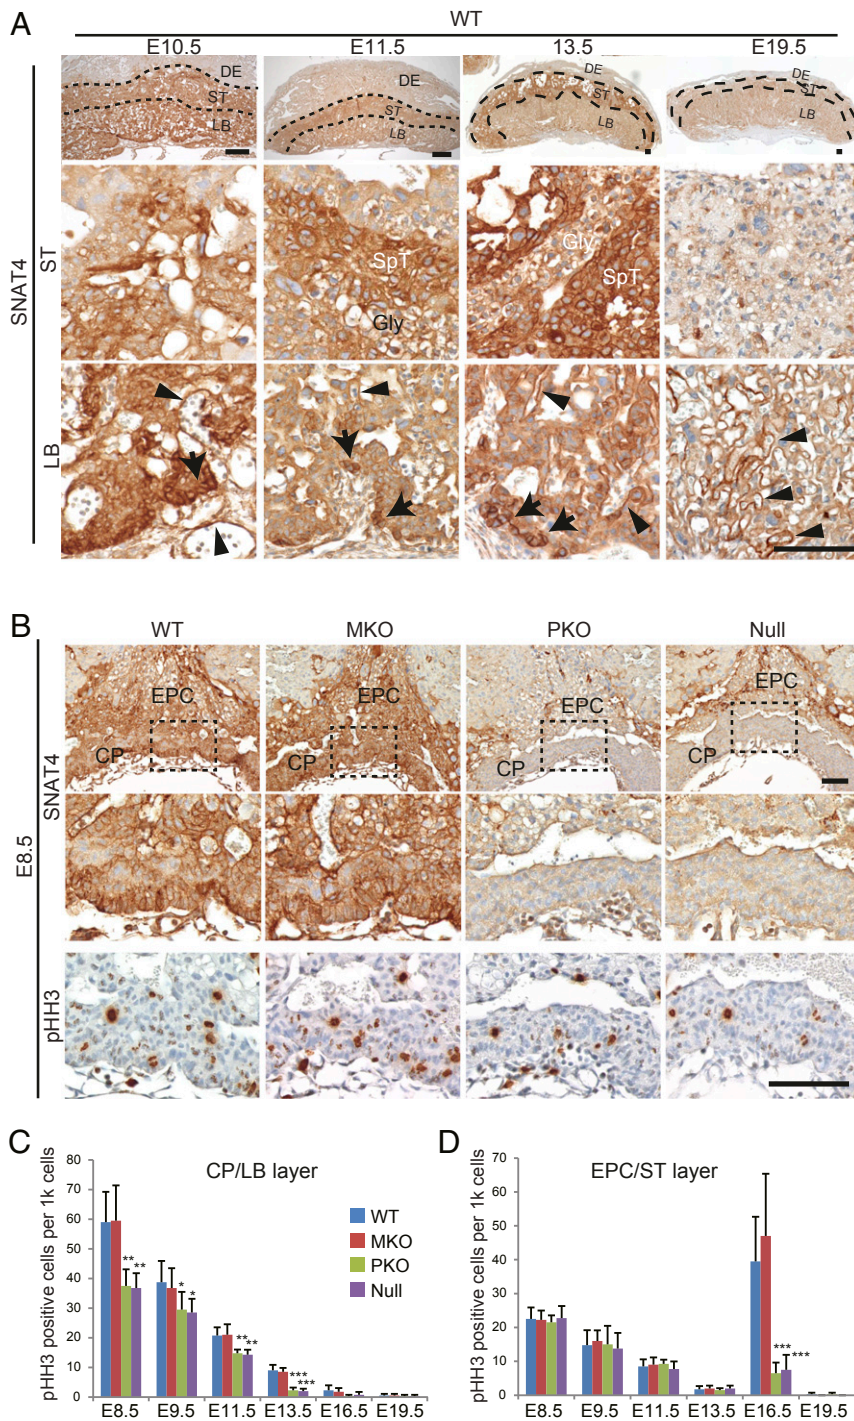 A
WT
E10.5 E11.5 13.5 E19.5
DE DE DE DE
ST ST ST ST
LB LB LB LB
SNAT4
ST
SpT Gly Gly SpT
LB
B
WT MKO PKO Null
E8.5
SNAT4
EPC EPC EPC EPC
CP CP CP CP
pHH3
C
CP/LB layer
pHH3 positive cells per 1k cells
80
70
60
50
40
30
20
10
0
WT
MKO
PKO
Null
** **
* *
** **
*** ***
E8.5 E9.5 E11.5 E13.5 E16.5 E19.5
D
EPC/ST layer
pHH3 positive cells per 1k cells
70
60
50
40
30
20
10
0
*** ***
E8.5 E9.5 E11.5 E13.5 E16.5 E19.5